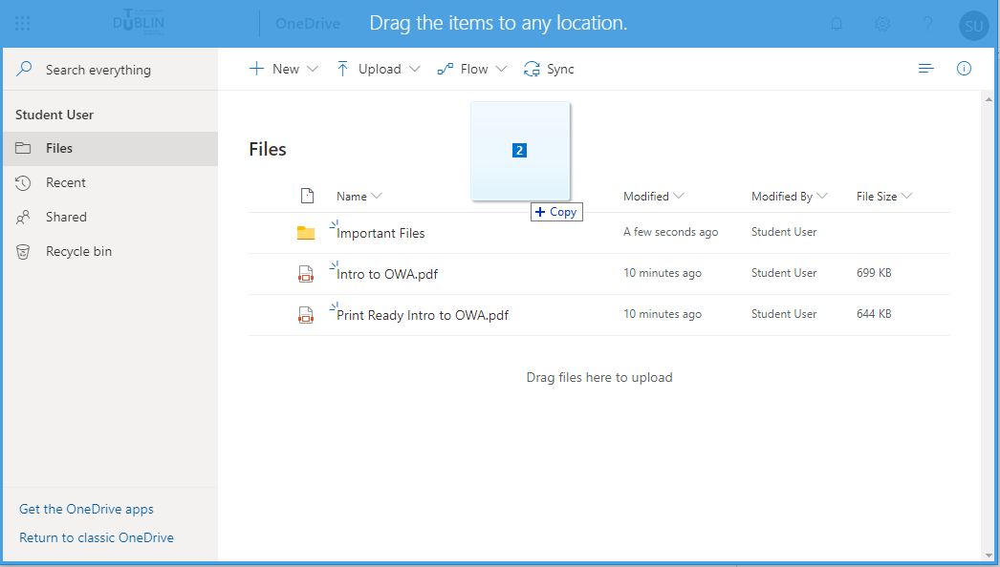 DUBLIN
OneDrive
Drag the items to any location.
SU
Search everything
New
Upload
Flow
Sync
Student User
Files
Recent
Shared
Recycle bin
Files
2
+ Copy
Name
Modified
Modified By
File Size
Important Files
A few seconds ago
Student User
Intro to OWA.pdf
10 minutes ago
Student User
699 KB
Print Ready Intro to OWA.pdf
10 minutes ago
Student User
644 KB
Drag files here to upload
Get the OneDrive apps
Return to classic OneDrive